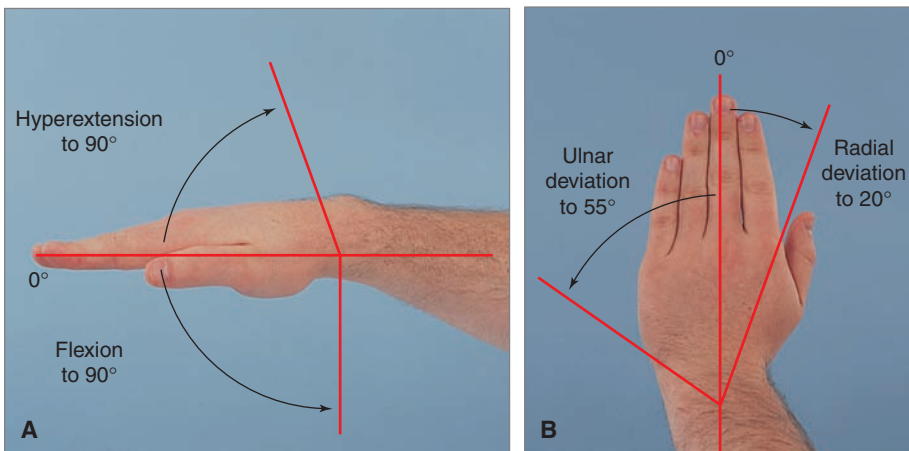 Hyperextension
to 90°
0°
Flexion
to 90°
A
0°
Ulnar
deviation
to 55°
Radial
deviation
to 20°
B